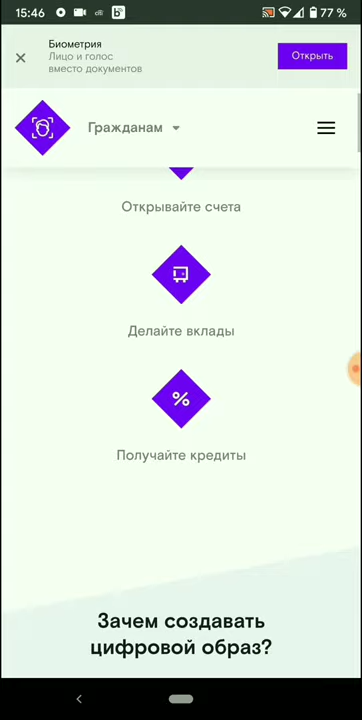 15:46
citi
b
77 %
Биометрия
Лицо и голос
вместо документов
Открыть
Гражданам
Открывайте счета
Делайте вклады
%
Получайте кредиты
Зачем создавать
цифровой образ?